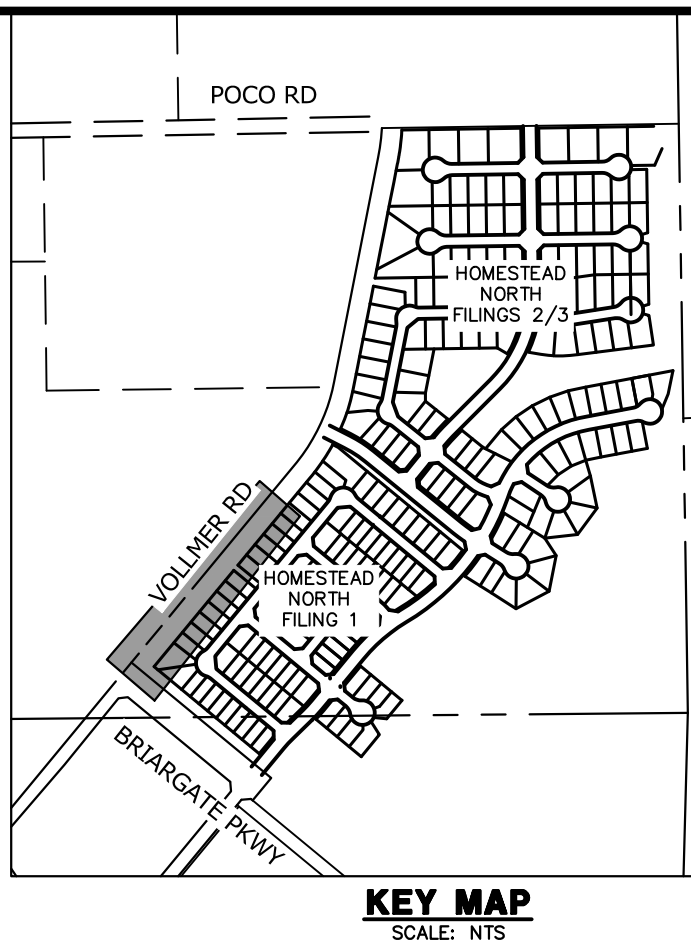 POCO RD
HOMESTEAD
NORTH
FILINGS 2/3
VOLLMER RD
HOMESTEAD
NORTH
FILING 1
BRIARGATE PKWY
KEY MAP
SCALE: NTS